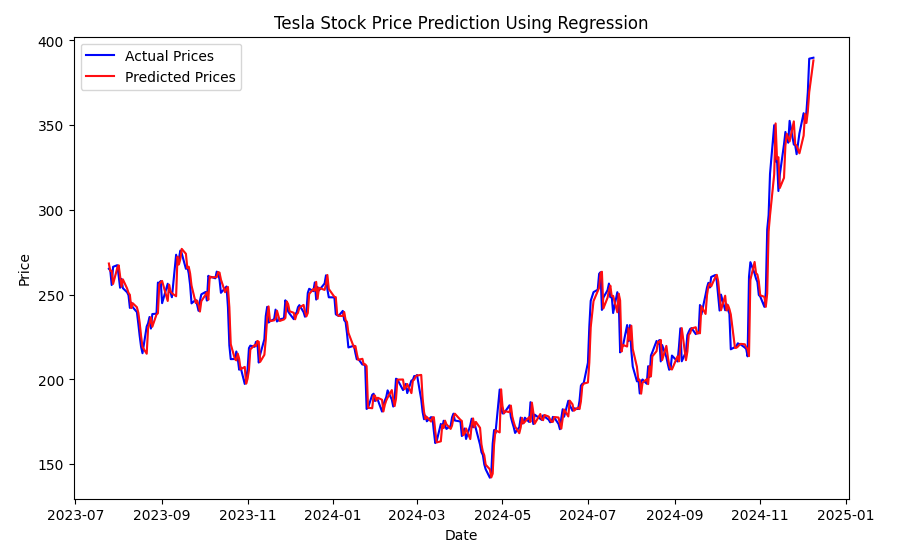 Tesla Stock Price Prediction Using Regression
Actual Prices
Predicted Prices
400
350
300
250
200
150
Price
2023-07 2023-09 2023-11 2024-01 2024-03 2024-05 2024-07 2024-09 2024-11 2025-01
Date